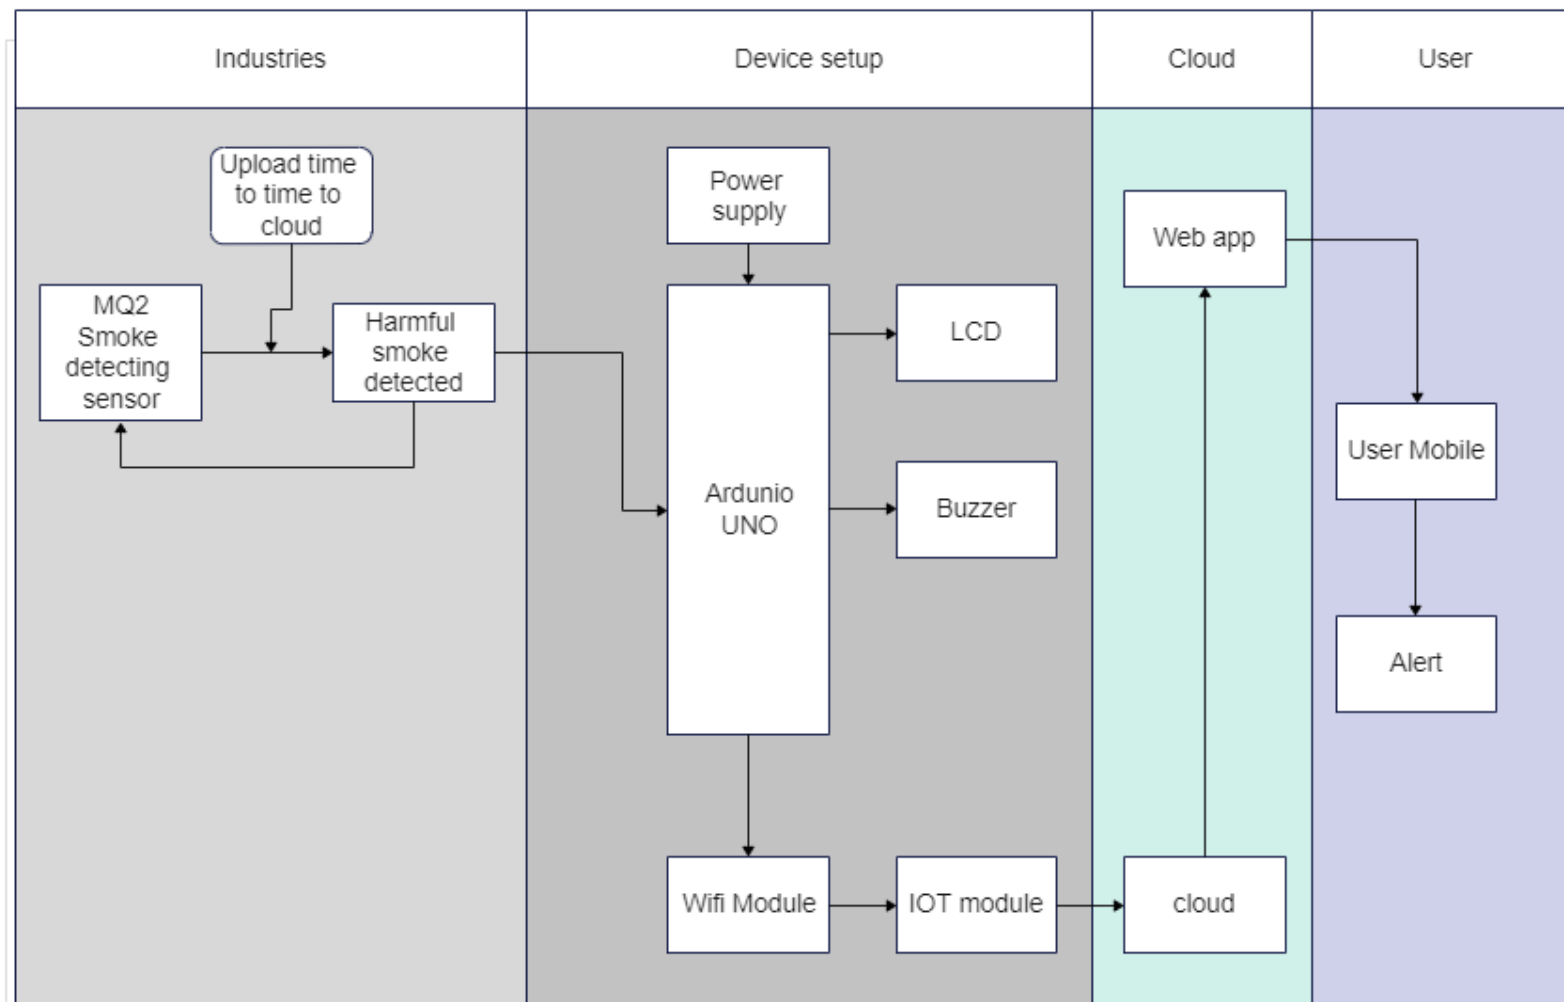 Industries
Device setup
Cloud
User
Upload time
to time to
cloud
MQ2
Smoke
detecting
sensor
Harmful
smoke
detected
Power
supply
Ardunio
UNO
LCD
Buzzer
Wifi Module
IOT module
Web app
cloud
User Mobile
Alert